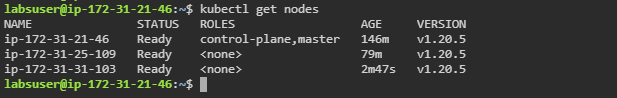 labsuser@ip-172-31-21-46:~$ kubectl get nodes
NAME STATUS ROLES AGE VERSION
ip-172-31-21-46 Ready control-plane,master 146m v1.20.5
ip-172-31-25-109 Ready <none> 79m v1.20.5
ip-172-31-31-103 Ready <none> 2m47s v1.20.5
labsuser@ip-172-31-21-46:~$